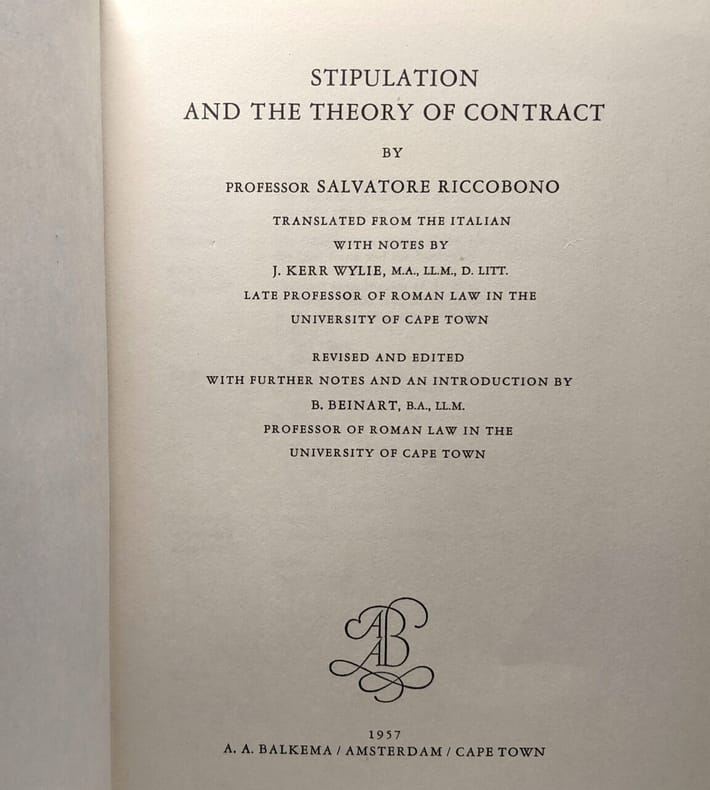 STIPULATION
AND THE THEORY OF CONTRACT
BY
PROFESSOR SALVATORE RICCOBONO
TRANSLATED FROM THE ITALIAN
WITH NOTES BY
J. KERR WYLIE, M.A., LL.M., D. LITT.
LATE PROFESSOR OF ROMAN LAW IN THE
UNIVERSITY OF CAPE TOWN
REVISED AND EDITED
WITH FURTHER NOTES AND AN INTRODUCTION BY
B. BEINART, B.A., LL.M.
PROFESSOR OF ROMAN LAW IN THE
UNIVERSITY OF CAPE TOWN
AAB
1957
A. A. BALKEMA / AMSTERDAM / CAPE TOWN